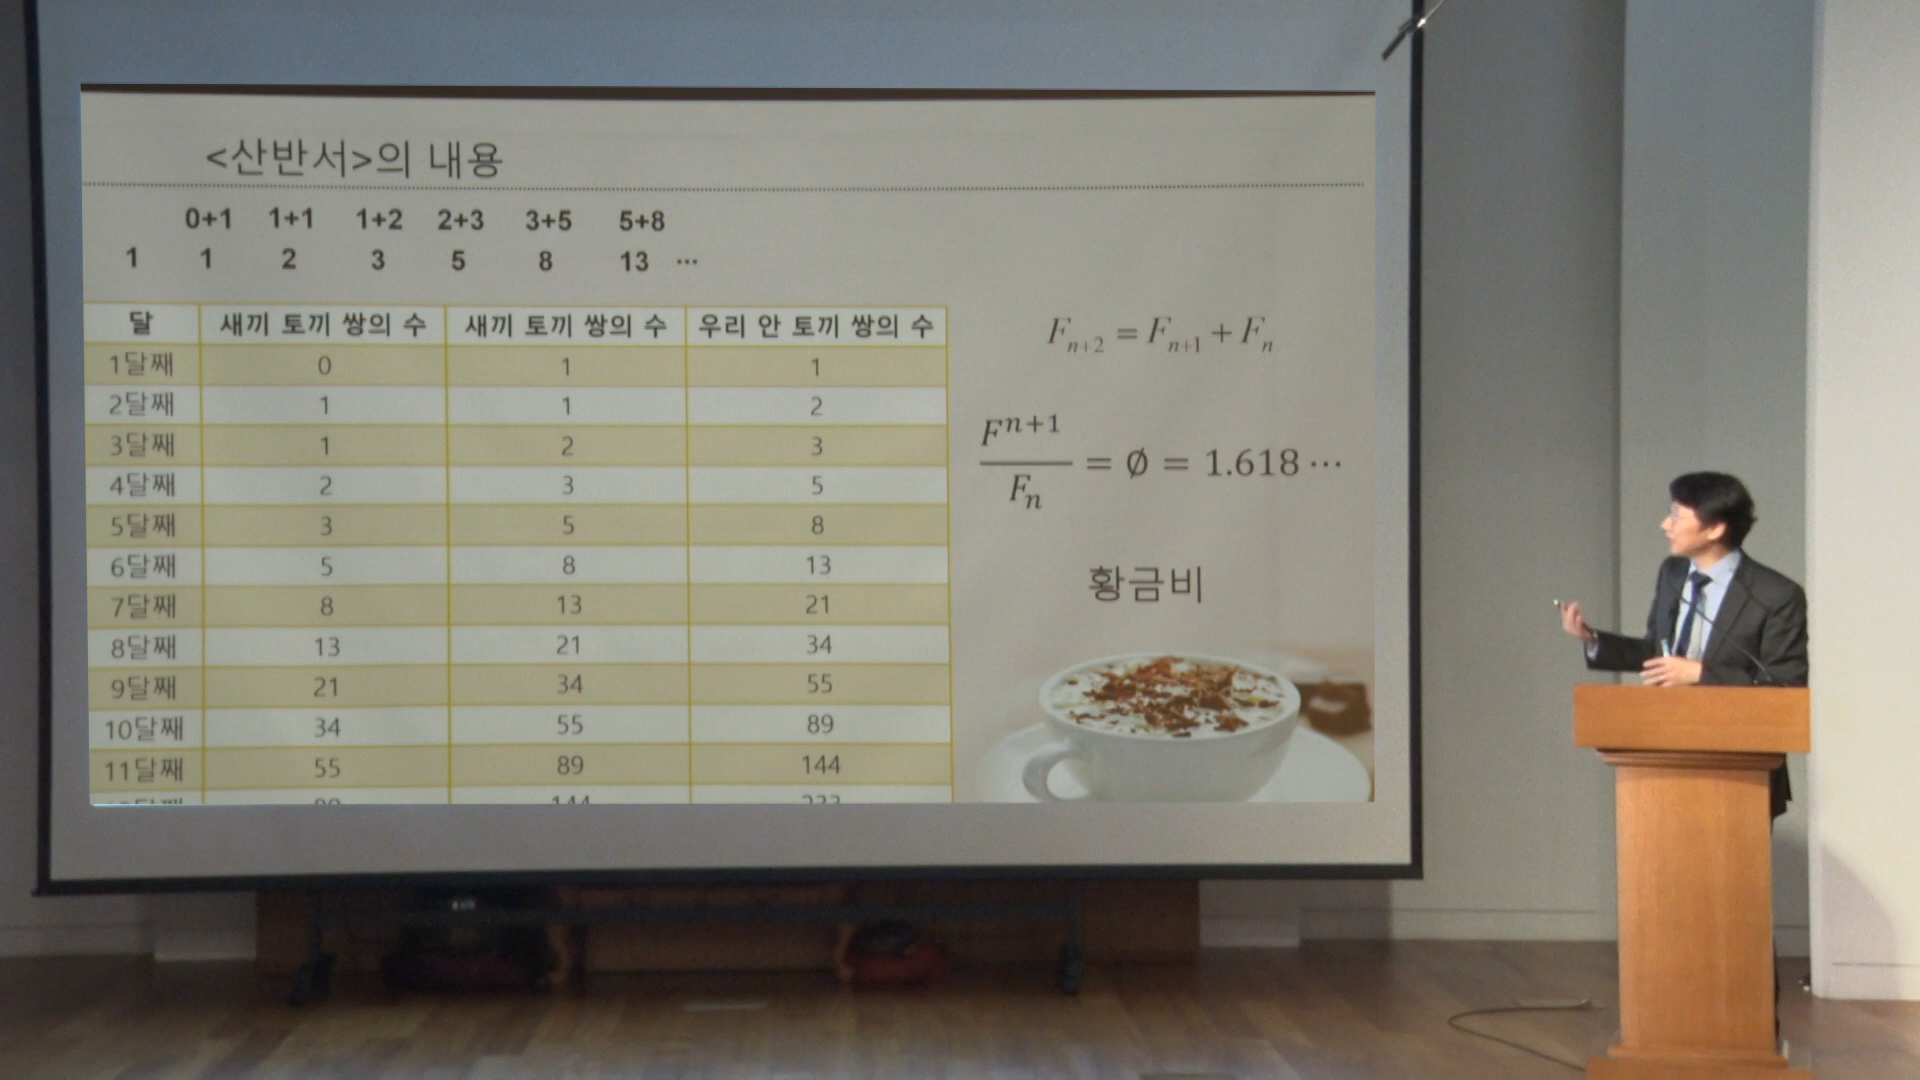 <산반서>의 내용
0+1 1+1 1+2 2+3 3+5 5+8
1 1 2 3 5 8 13 ···
달 새끼 토끼 쌍의 수 새끼 토끼 쌍의 수 우리 안 토끼 쌍의 수
1달째 0 1 1
2달째 1 1 2
3달째 1 2 3
4달째 2 3 5
5달째 3 5 8
6달째 5 8 13
7달째 8 13 21
8달째 13 21 34
9달째 21 34 55
10달째 34 55 89
11달째 55 89 144
F_{n+2} = F_{n+1} + F_n
F^{n+1}
F_n
= ∅ = 1.618 ···
황금비